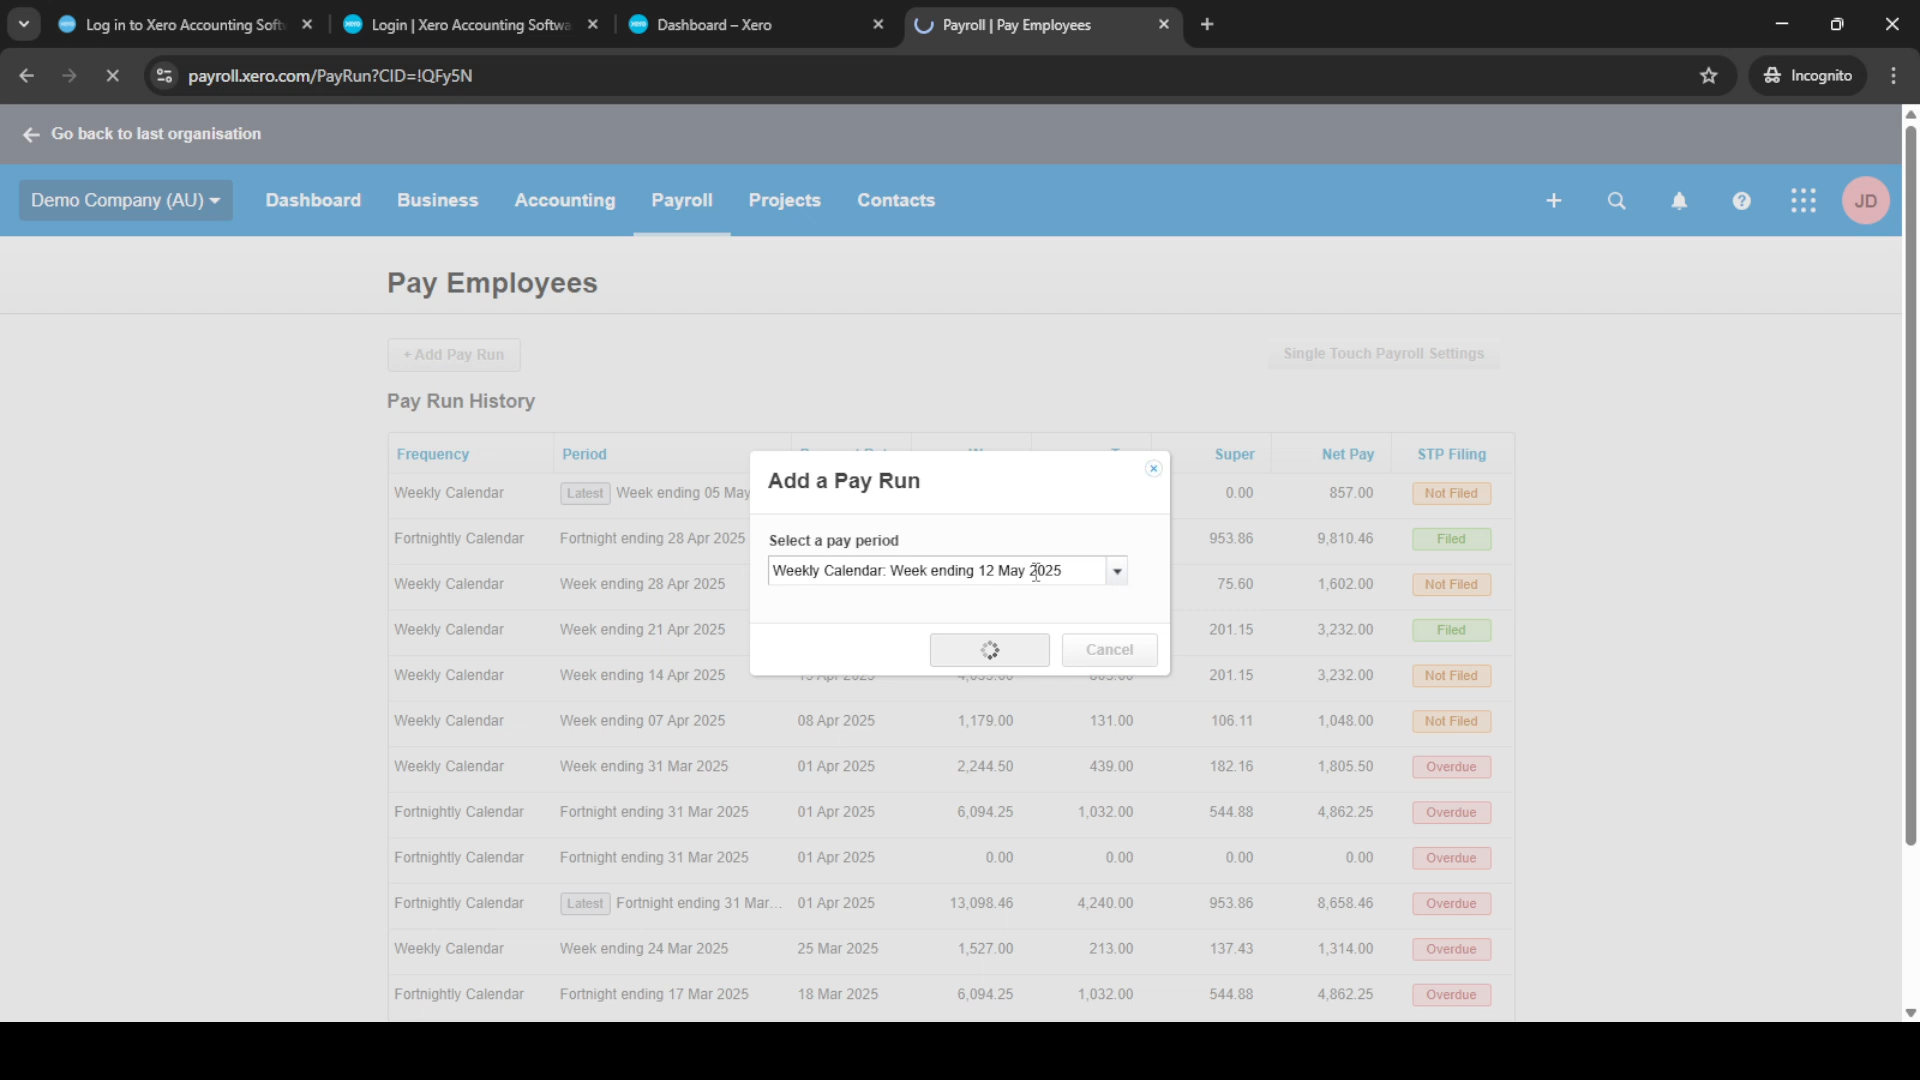 Log in to Xero Accounting Soft
Login | Xero Accounting Softwa
Dashboard – Xero
Payroll | Pay Employees
payroll.xero.com/PayRun?CID=!QFy5N
Incognito
Go back to last organisation
Demo Company (AU)
Dashboard
Business
Accounting
Payroll
Projects
Contacts
JD
Pay Employees
+ Add Pay Run
Single Touch Payroll Settings
Pay Run History
Frequency Period Super Net Pay STP Filing
Weekly Calendar Latest Week ending 05 May 0.00 857.00 Not Filed
Fortnightly Calendar Fortnight ending 28 Apr 2025 953.86 9,810.46 Filed
Weekly Calendar Week ending 28 Apr 2025 75.60 1,602.00 Not Filed
Weekly Calendar Week ending 21 Apr 2025 201.15 3,232.00 Filed
Weekly Calendar Week ending 14 Apr 2025 201.15 3,232.00 Not Filed
Weekly Calendar Week ending 07 Apr 2025 08 Apr 2025 1,179.00 131.00 106.11 1,048.00 Not Filed
Weekly Calendar Week ending 31 Mar 2025 01 Apr 2025 2,244.50 439.00 182.16 1,805.50 Overdue
Fortnightly Calendar Fortnight ending 31 Mar 2025 01 Apr 2025 6,094.25 1,032.00 544.88 4,862.25 Overdue
Fortnightly Calendar Fortnight ending 31 Mar 2025 01 Apr 2025 0.00 0.00 0.00 0.00 Overdue
Fortnightly Calendar Latest Fortnight ending 31 Mar... 01 Apr 2025 13,098.46 4,240.00 953.86 8,658.46 Overdue
Weekly Calendar Week ending 24 Mar 2025 25 Mar 2025 1,527.00 213.00 137.43 1,314.00 Overdue
Fortnightly Calendar Fortnight ending 17 Mar 2025 18 Mar 2025 6,094.25 1,032.00 544.88 4,862.25 Overdue
Add a Pay Run
Select a pay period
Weekly Calendar: Week ending 12 May 2025
Cancel